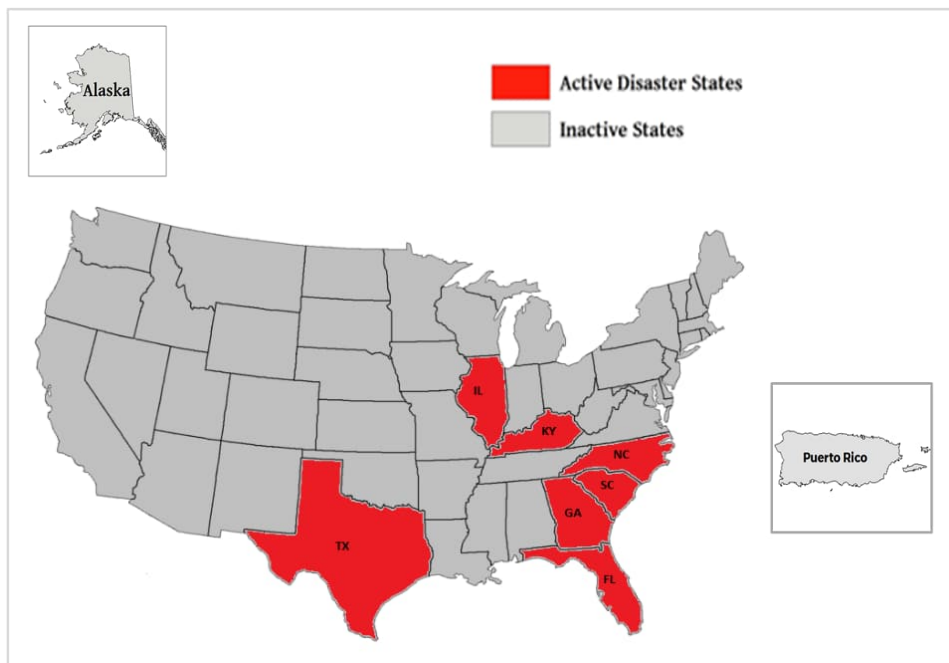 Alaska
Active Disaster States
Inactive States
IL
KY
NC
SC
GA
TX
FL
Puerto Rico